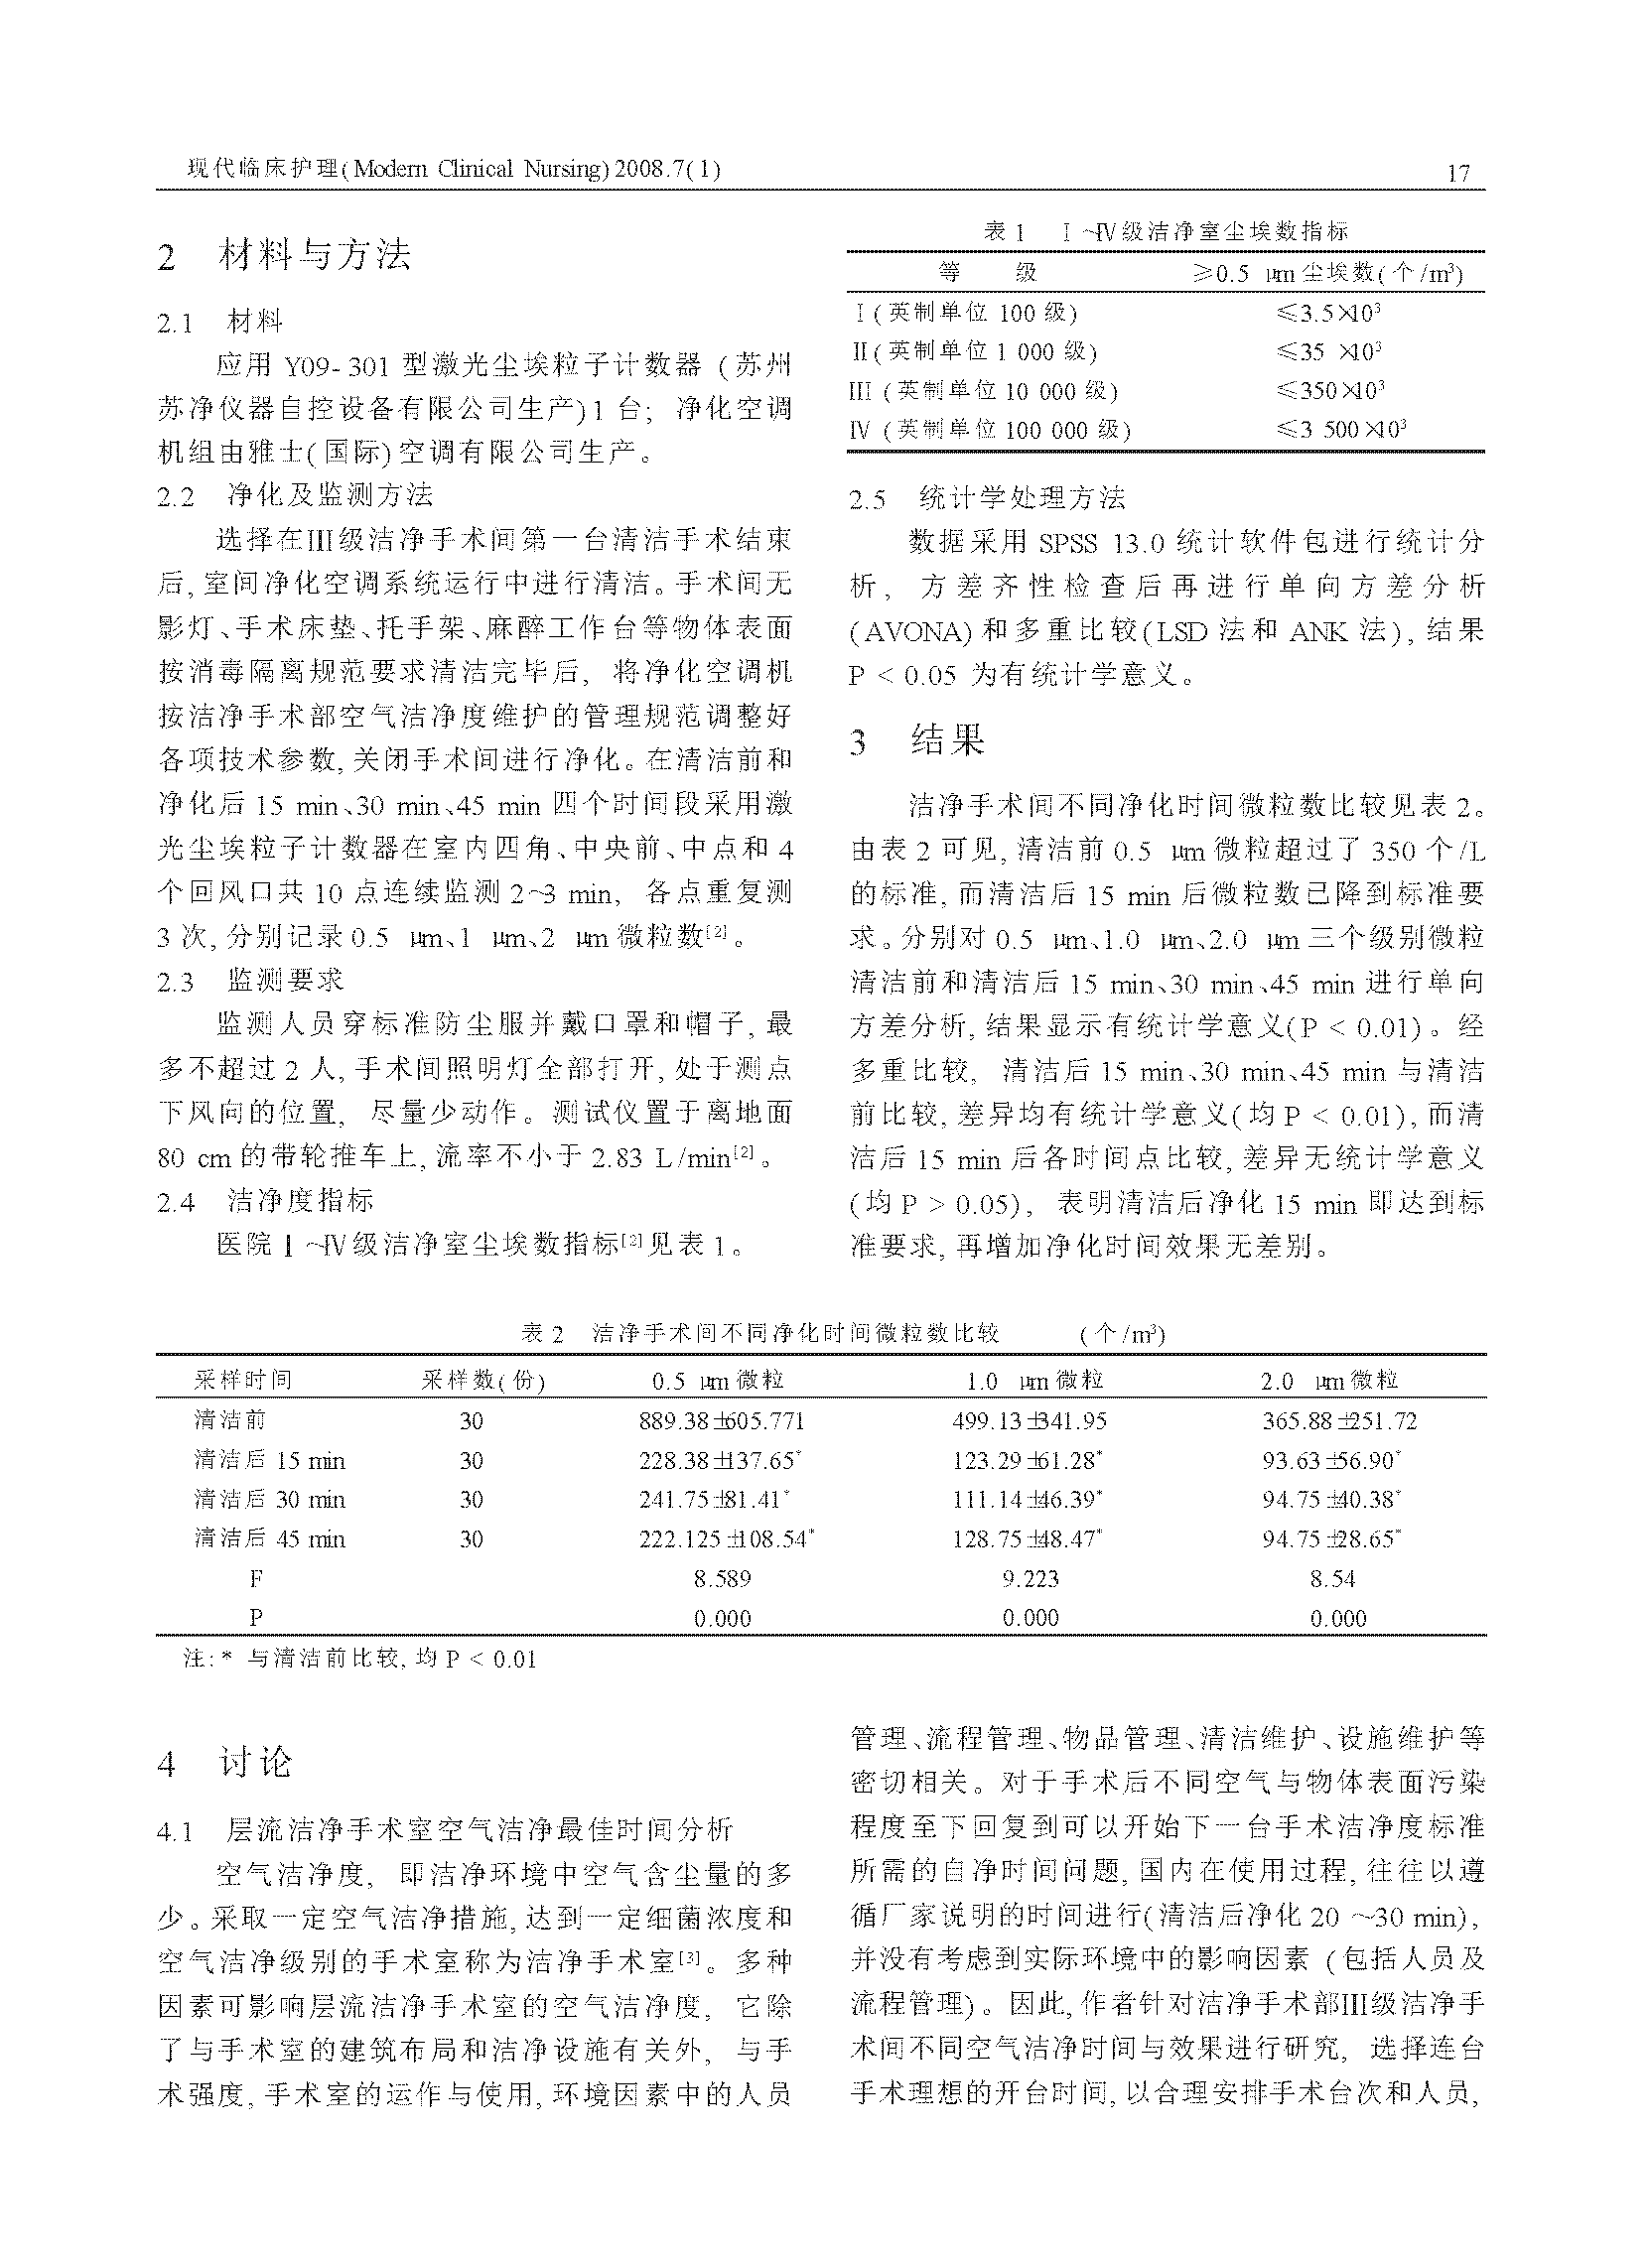 现代临床护理(Modern Clinical Nursing)2008.7(1)
17
2 材料与方法
2.1 材料
应用 Y09-301 型激光尘埃粒子计数器 (苏州
苏净仪器自控设备有限公司生产)1 台; 净化空调
机组由雅士(国际)空调有限公司生产。
2.2 净化及监测方法
选择在Ⅲ级洁净手术间第一台清洁手术结束
后,室间净化空调系统运行中进行清洁。手术间无
影灯、手术床垫、托手架、麻醉工作台等物体表面
按消毒隔离规范要求清洁完毕后, 将净化空调机
按洁净手术部空气洁净度维护的管理规范调整好
各项技术参数,关闭手术间进行净化。在清洁前和
净化后 15 min、30 min、45 min 四个时间段采用激
光尘埃粒子计数器在室内四角、中央前、中点和 4
个回风口共 10 点连续监测 2~3 min, 各点重复测
3 次,分别记录 0.5 μm、1 μm、2 μm 微粒数[2]。
2.3 监测要求
监测人员穿标准防尘服并戴口罩和帽子,最
多不超过 2 人,手术间照明灯全部打开,处于测点
下风向的位置, 尽量少动作。测试仪置于离地面
80 cm 的带轮推车上,流率不小于 2.83 L/min[2]。
2.4 洁净度指标
医院Ⅰ~Ⅳ级洁净室尘埃数指标[2]见表 1。
表 1 Ⅰ~Ⅳ级洁净室尘埃数指标
等 级 ≥0.5 μm 尘埃数(个/m³)
Ⅰ(英制单位 100 级) ≤3.5×10³
Ⅱ(英制单位 1 000 级) ≤35 ×10³
Ⅲ (英制单位 10 000 级) ≤350×10³
Ⅳ (英制单位 100 000 级) ≤3 500×10³
2.5 统计学处理方法
数据采用 SPSS 13.0 统计软件包进行统计分
析, 方差齐性检查后再进行单向方差分析
(AVONA)和多重比较(LSD 法和 ANK 法),结果
P < 0.05 为有统计学意义。
3 结果
洁净手术间不同净化时间微粒数比较见表 2。
由表 2 可见,清洁前 0.5 μm 微粒超过了 350 个/L
的标准,而清洁后 15 min 后微粒数已降到标准要
求。分别对 0.5 μm、1.0 μm、2.0 μm 三个级别微粒
清洁前和清洁后 15 min、30 min、45 min 进行单向
方差分析,结果显示有统计学意义(P < 0.01)。经
多重比较, 清洁后 15 min、30 min、45 min 与清洁
前比较,差异均有统计学意义(均 P < 0.01),而清
洁后 15 min 后各时间点比较,差异无统计学意义
(均 P > 0.05), 表明清洁后净化 15 min 即达到标
准要求,再增加净化时间效果无差别。
表 2 洁净手术间不同净化时间微粒数比较 (个/m³)
采样时间 采样数(份) 0.5 μm 微粒 1.0 μm 微粒 2.0 μm 微粒
清洁前 30 889.38±605.771 499.13±341.95 365.88±251.72
清洁后 15 min 30 228.38±137.65* 123.29±61.28* 93.63±56.90*
清洁后 30 min 30 241.75±81.41* 111.14±46.39* 94.75±40.38*
清洁后 45 min 30 222.125±108.54* 128.75±48.47* 94.75±28.65*
F 8.589 9.223 8.54
P 0.000 0.000 0.000
注:* 与清洁前比较,均 P < 0.01
4 讨论
4.1 层流洁净手术室空气洁净最佳时间分析
空气洁净度, 即洁净环境中空气含尘量的多
少。采取一定空气洁净措施,达到一定细菌浓度和
空气洁净级别的手术室称为洁净手术室[3]。多种
因素可影响层流洁净手术室的空气洁净度, 它除
了与手术室的建筑布局和洁净设施有关外, 与手
术强度,手术室的运作与使用,环境因素中的人员
管理、流程管理、物品管理、清洁维护、设施维护等
密切相关。对于手术后不同空气与物体表面污染
程度至下回复到可以开始下一台手术洁净度标准
所需的自净时间问题,国内在使用过程,往往以遵
循厂家说明的时间进行(清洁后净化 20 ~30 min),
并没有考虑到实际环境中的影响因素 (包括人员及
流程管理)。因此,作者针对洁净手术部Ⅲ级洁净手
术间不同空气洁净时间与效果进行研究, 选择连台
手术理想的开台时间,以合理安排手术台次和人员,